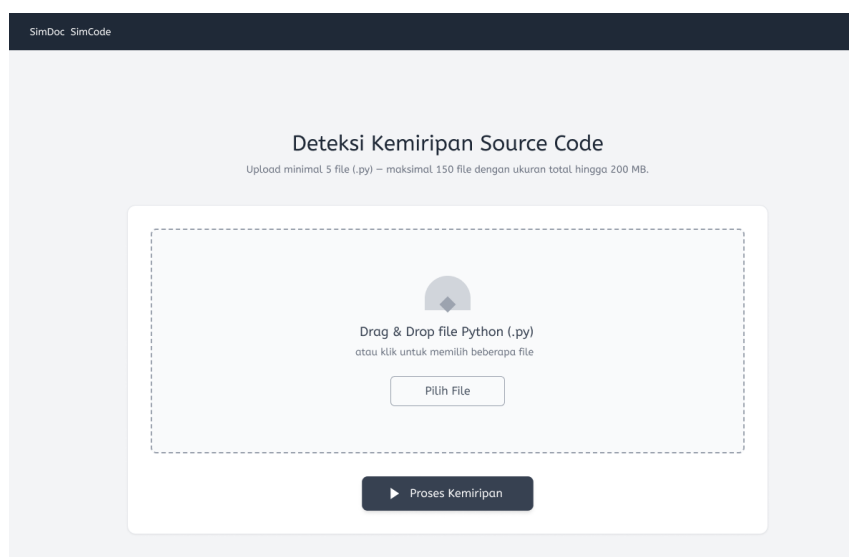 SimDoc SimCode
Deteksi Kemiripan Source Code
Upload minimal 5 file (.py) — maksimal 150 file dengan ukuran total hingga 200 MB.
Drag & Drop file Python (.py)
atau klik untuk memilih beberapa file
Pilih File
Proses Kemiripan